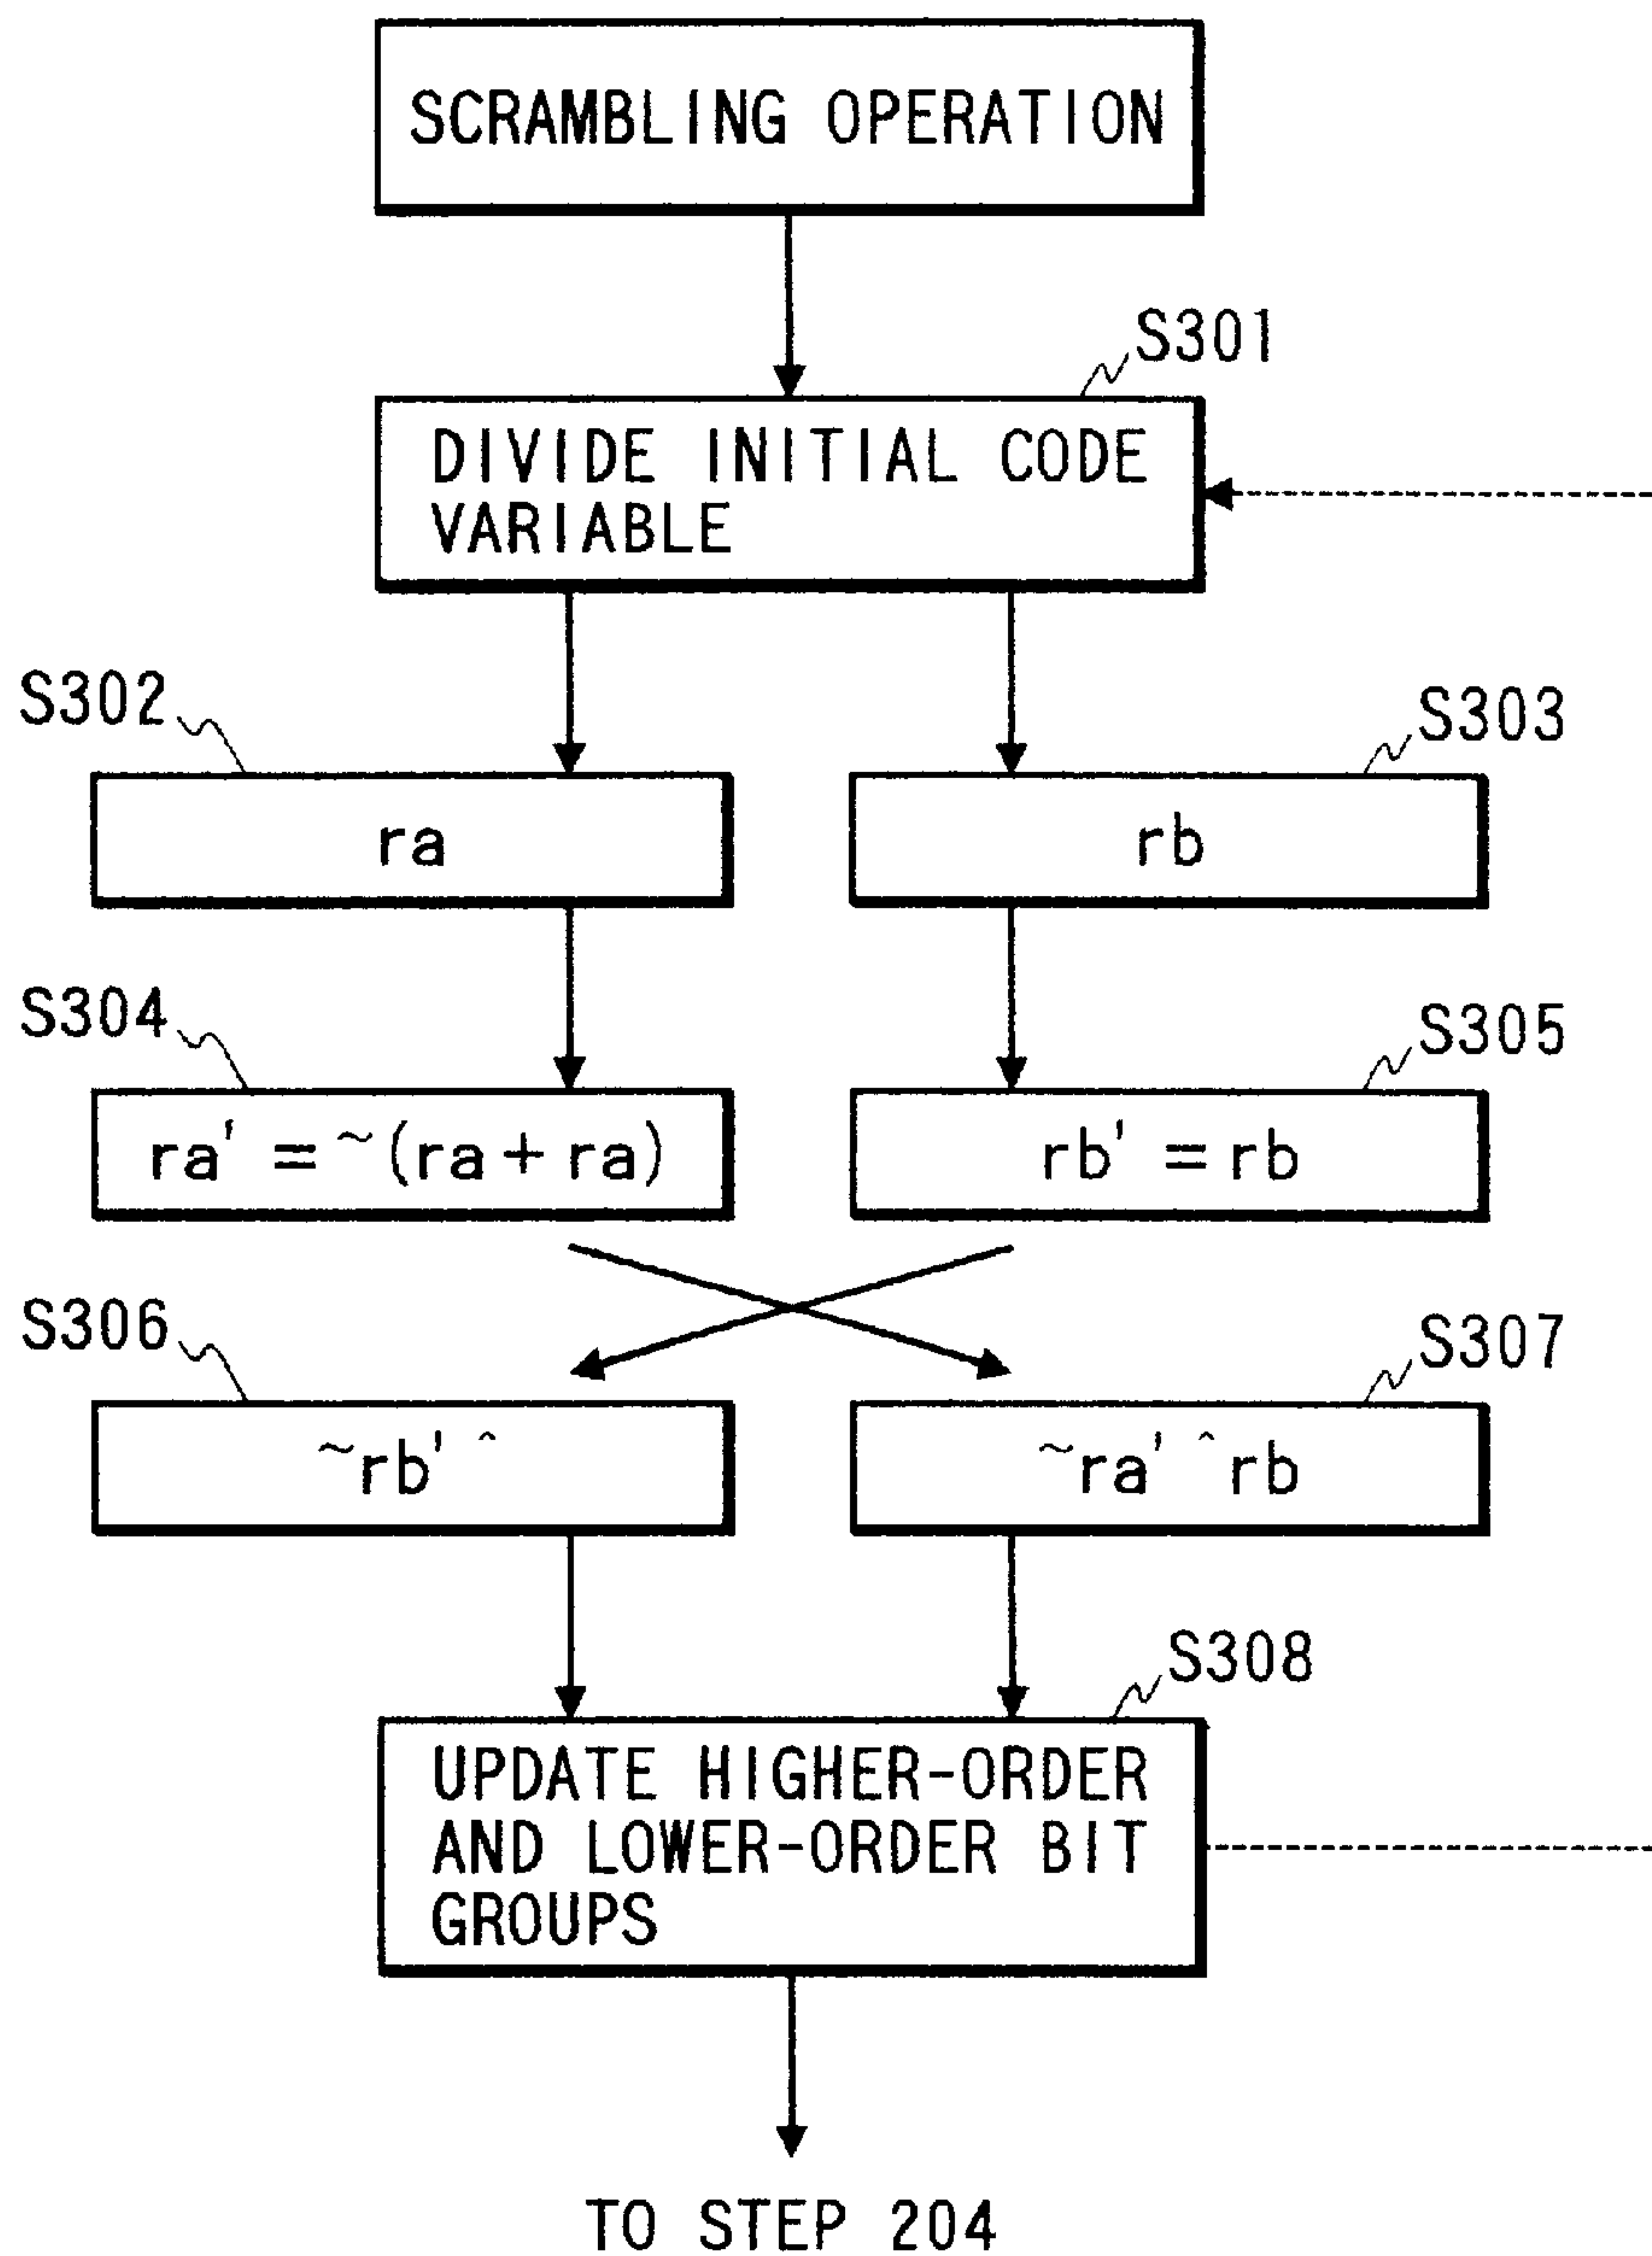 SCRAMBLING OPERATION
S301
DIVIDE INITIAL CODE
VARIABLE
S302
S303
ra
rb
S304
S305
ra' = ~(ra + ra)
rb' = rb
S306
S307
~rb' ^
~ra' ^rb
S308
UPDATE HIGHER-ORDER
AND LOWER-ORDER BIT
GROUPS
TO STEP 204